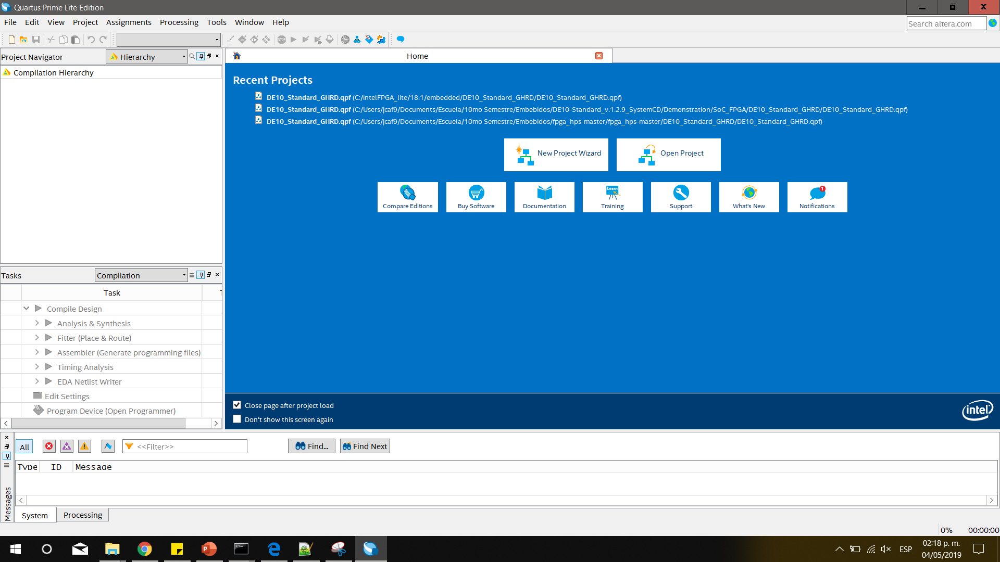 Quartus Prime Lite Edition
File Edit View Project Assignments Processing Tools Window Help
Search altera.com
Project Navigator Hierarchy
Home
Compilation Hierarchy
Recent Projects
DE10_Standard_GHRD.qpf (C:/intelFPGA_lite/18.1/embedded/DE10_Standard_GHRD/DE10_Standard_GHRD.qpf)
DE10_Standard_GHRD.qpf (C:/Users/jcaf9/Documents/Escuela/10mo Semestre/Embebidos/DE10-Standard_v.1.2.9_SystemCD/Demonstration/SoC_FPGA/DE10_Standard_GHRD/DE10_Standard_GHRD.qpf)
DE10_Standard_GHRD.qpf (C:/Users/jcaf9/Documents/Escuela/10mo Semestre/Embebidos/fpga_hps-master/fpga_hps-master/DE10_Standard_GHRD/DE10_Standard_GHRD.qpf)
New Project Wizard
Open Project
Learn
1
Compare Editions
Buy Software
Documentation
Training
Support
What's New
Notifications
Tasks Compilation
Task
Compile Design
Analysis & Synthesis
Fitter (Place & Route)
Assembler (Generate programming files)
Timing Analysis
EDA Netlist Writer
Edit Settings
Program Device (Open Programmer)
Close page after project load
Don't show this screen again
intel
All
<<Filter>>
Find...
Find Next
Type ID Message
Messages
System Processing
0% 00:00:00
ESP
02:18 p. m.
04/05/2019